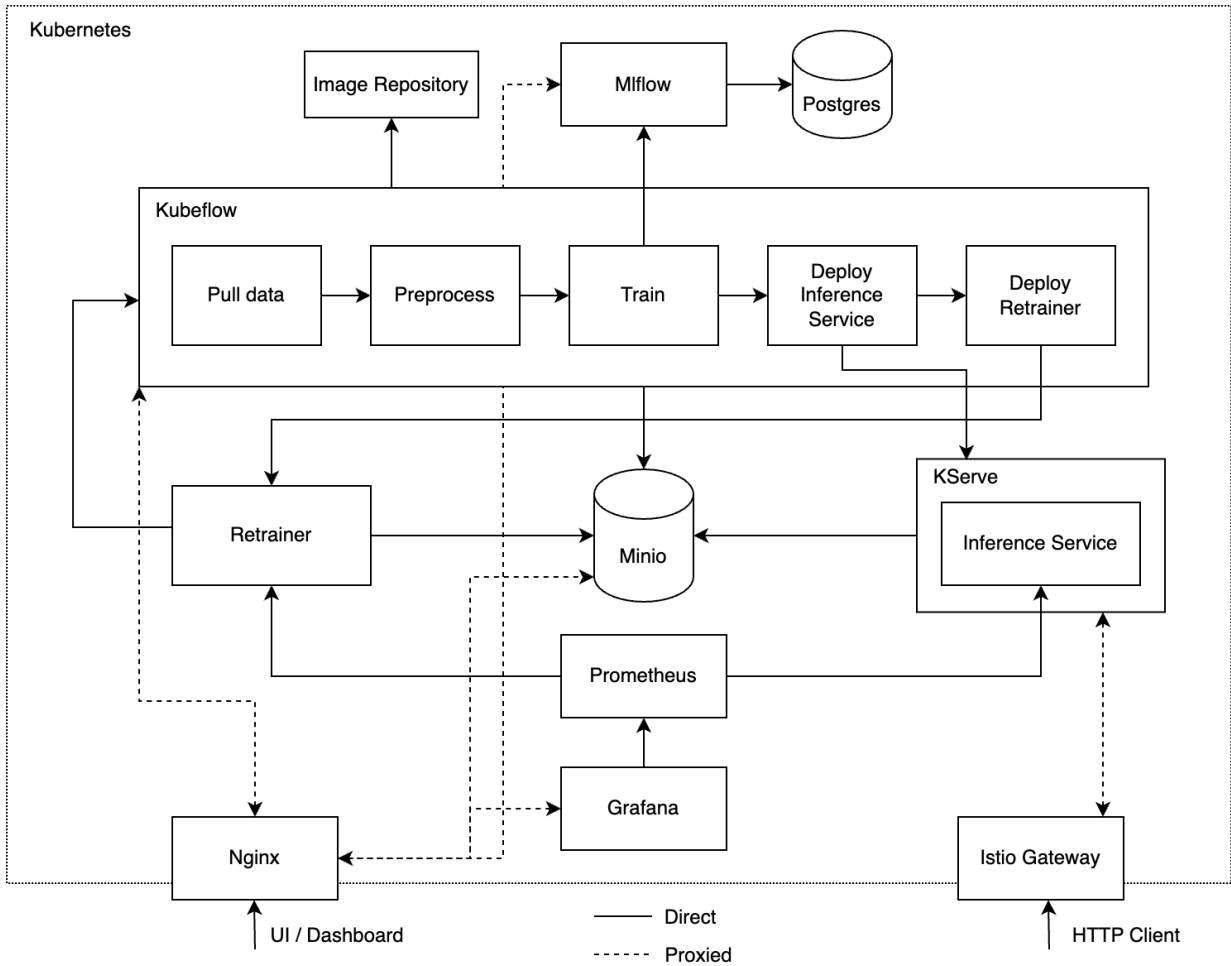 Kubernetes
Image Repository
Mlflow
Postgres
Kubeflow
Pull data
Preprocess
Train
Deploy
Inference
Service
Deploy
Retrainer
Retrainer
Minio
KServe
Inference Service
Prometheus
Grafana
Nginx
Istio Gateway
UI / Dashboard
Direct
HTTP Client
Proxied